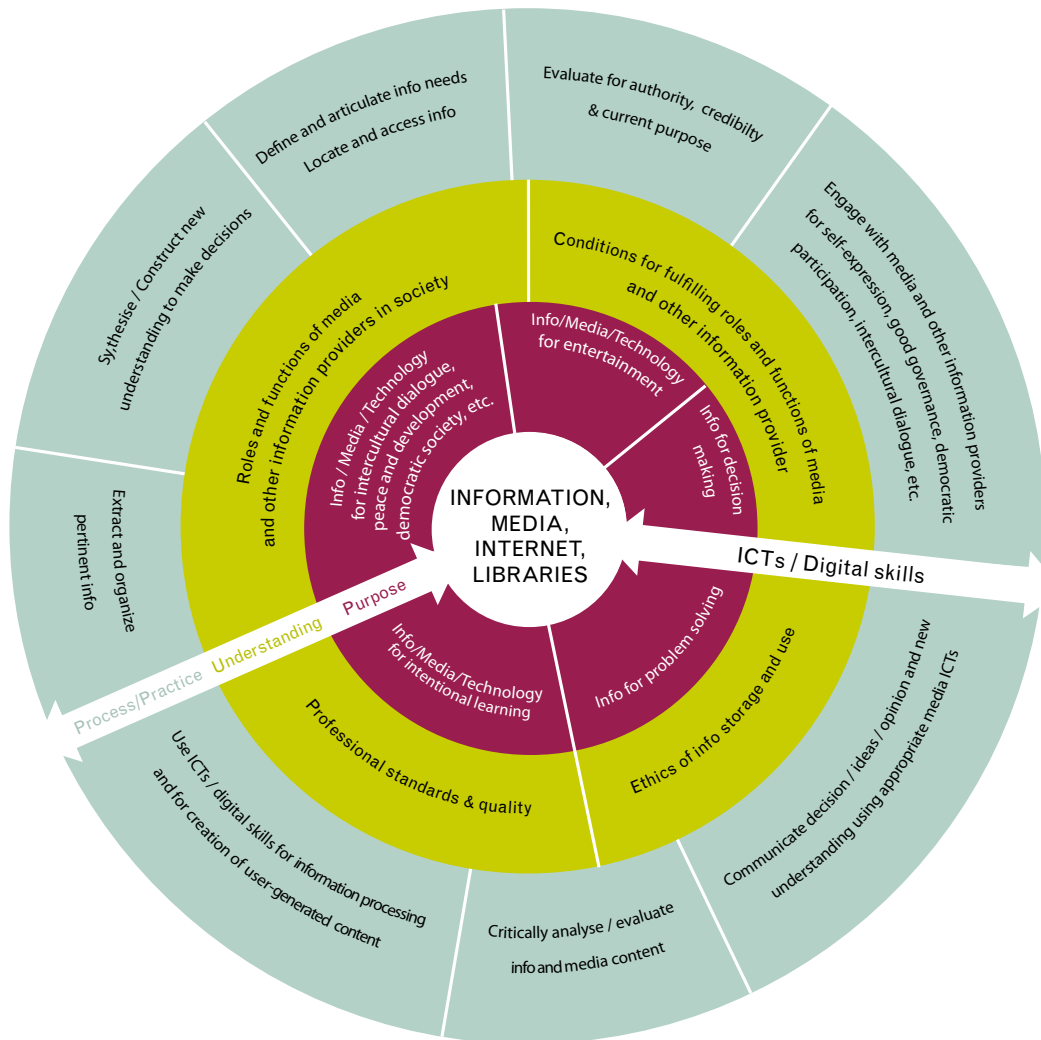 Define and articulate info needs
Locate and access info
Evaluate for authority, credibilty
& current purpose
Engage with media and other information providers
for self-expression, good governance, democratic
participation, intercultural dialogue, etc.
Communicate decision / ideas / opinion and new
understanding using appropriate media ICTs
Critically analyse / evaluate
info and media content
Use ICTs / digital skills for information processing
and for creation of user-generated content
Extract and organize
pertinent info
Sythesise / Construct new
understanding to make decisions
Roles and functions of media
and other information providers in society
Conditions for fulfilling roles and functions of media
and other information provider
Ethics of info storage and use
Professional standards & quality
Info / Media / Technology
for intercultural dialogue,
peace and development,
democratic society, etc.
Info/Media/Technology
for entertainment
Info for decision
making
Info for problem solving
Info/Media/Technology
for intentional learning
INFORMATION,
MEDIA,
INTERNET,
LIBRARIES
ICTs / Digital skills
Process/Practice Understanding Purpose